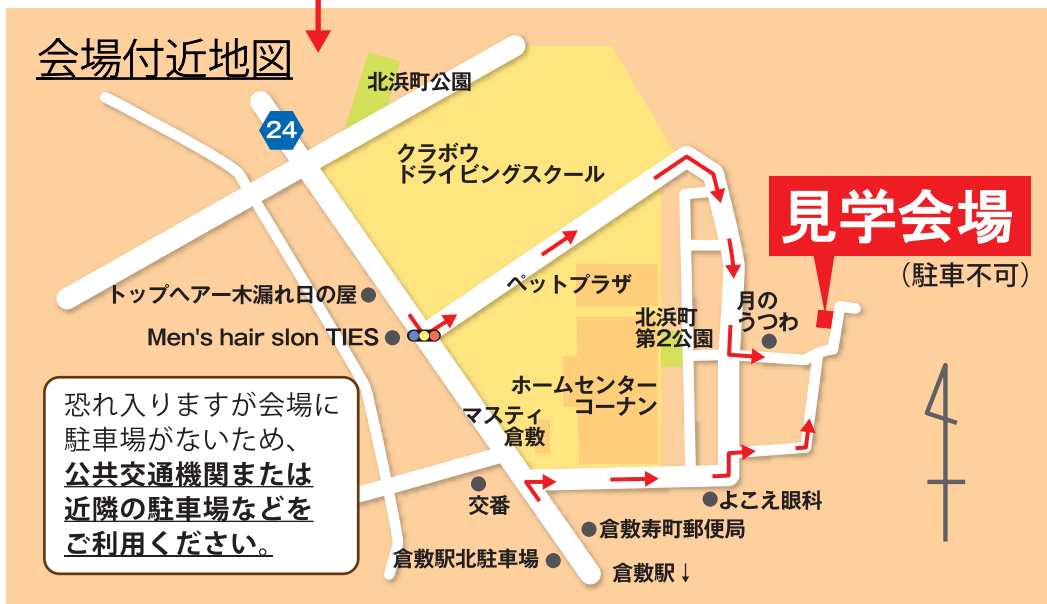 会場付近地図
北浜町公園
24
クラボウ
ドライビングスクール
見学会場
（駐車不可）
ペットプラザ
トップヘアー木漏れ日の屋
月の
うつわ
北浜町
第2公園
Men's hair slon TIES
ホームセンター
コーナン
恐れ入りますが会場に
駐車場がないため、
公共交通機関または
近隣の駐車場などを
ご利用ください。
マスティ
倉敷
交番
よこえ眼科
倉敷寿町郵便局
倉敷駅北駐車場
倉敷駅↓